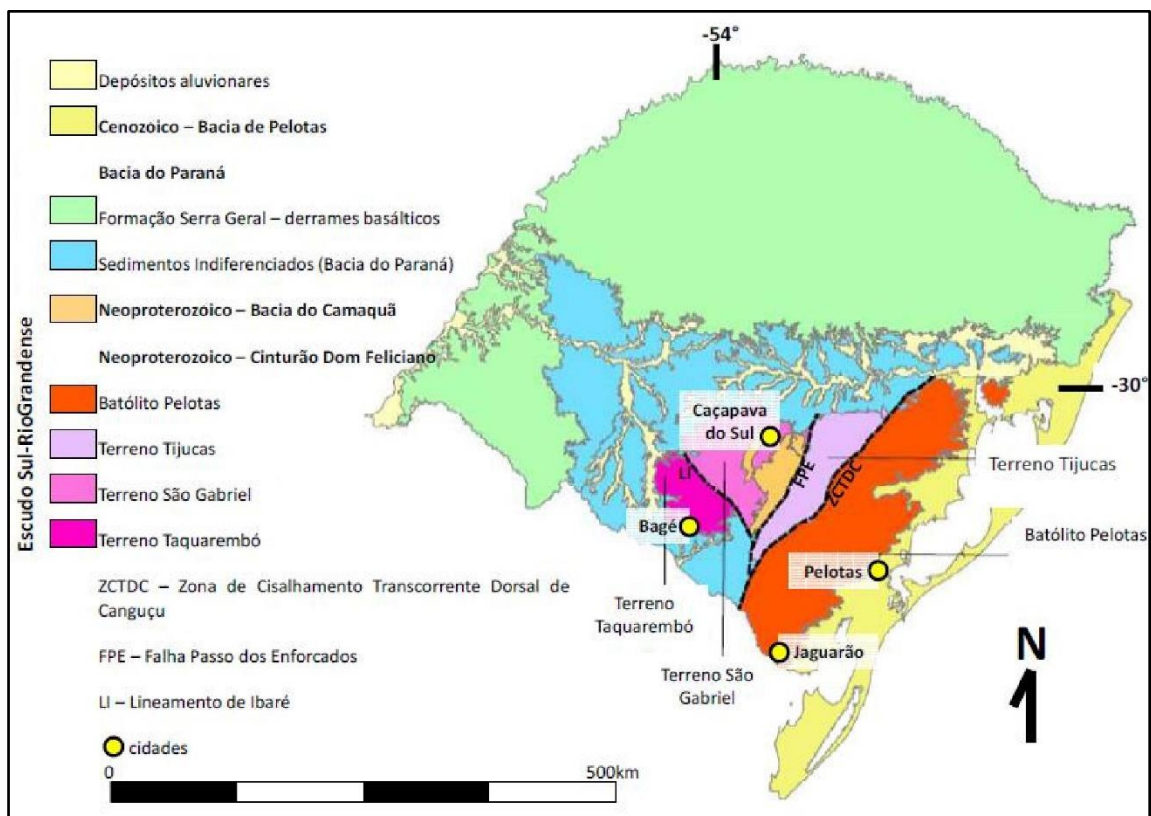 -54°
Depósitos aluvionares
Cenozoico – Bacia de Pelotas
Bacia do Paraná
Formação Serra Geral – derrames basálticos
Sedimentos Indiferenciados (Bacia do Paraná)
Neoproterozoico – Bacia do Camaquã
Neoproterozoico – Cinturão Dom Feliciano
Batólito Pelotas
Terreno Tijucas
Terreno São Gabriel
Terreno Taquarembó
Escudo Sul-RioGrandense
ZCTDC – Zona de Cisalhamento Transcorrente Dorsal de
Canguçu
FPE – Falha Passo dos Enforcados
LI – Lineamento de Ibaré
cidades
0
500km
-30°
Caçapava
do Sul
LI
FPE
ZCTDC
Terreno Tijucas
Bagé
Batólito Pelotas
Pelotas
Terreno
Taquarembó
Jaguarão
Terreno São
Gabriel
N